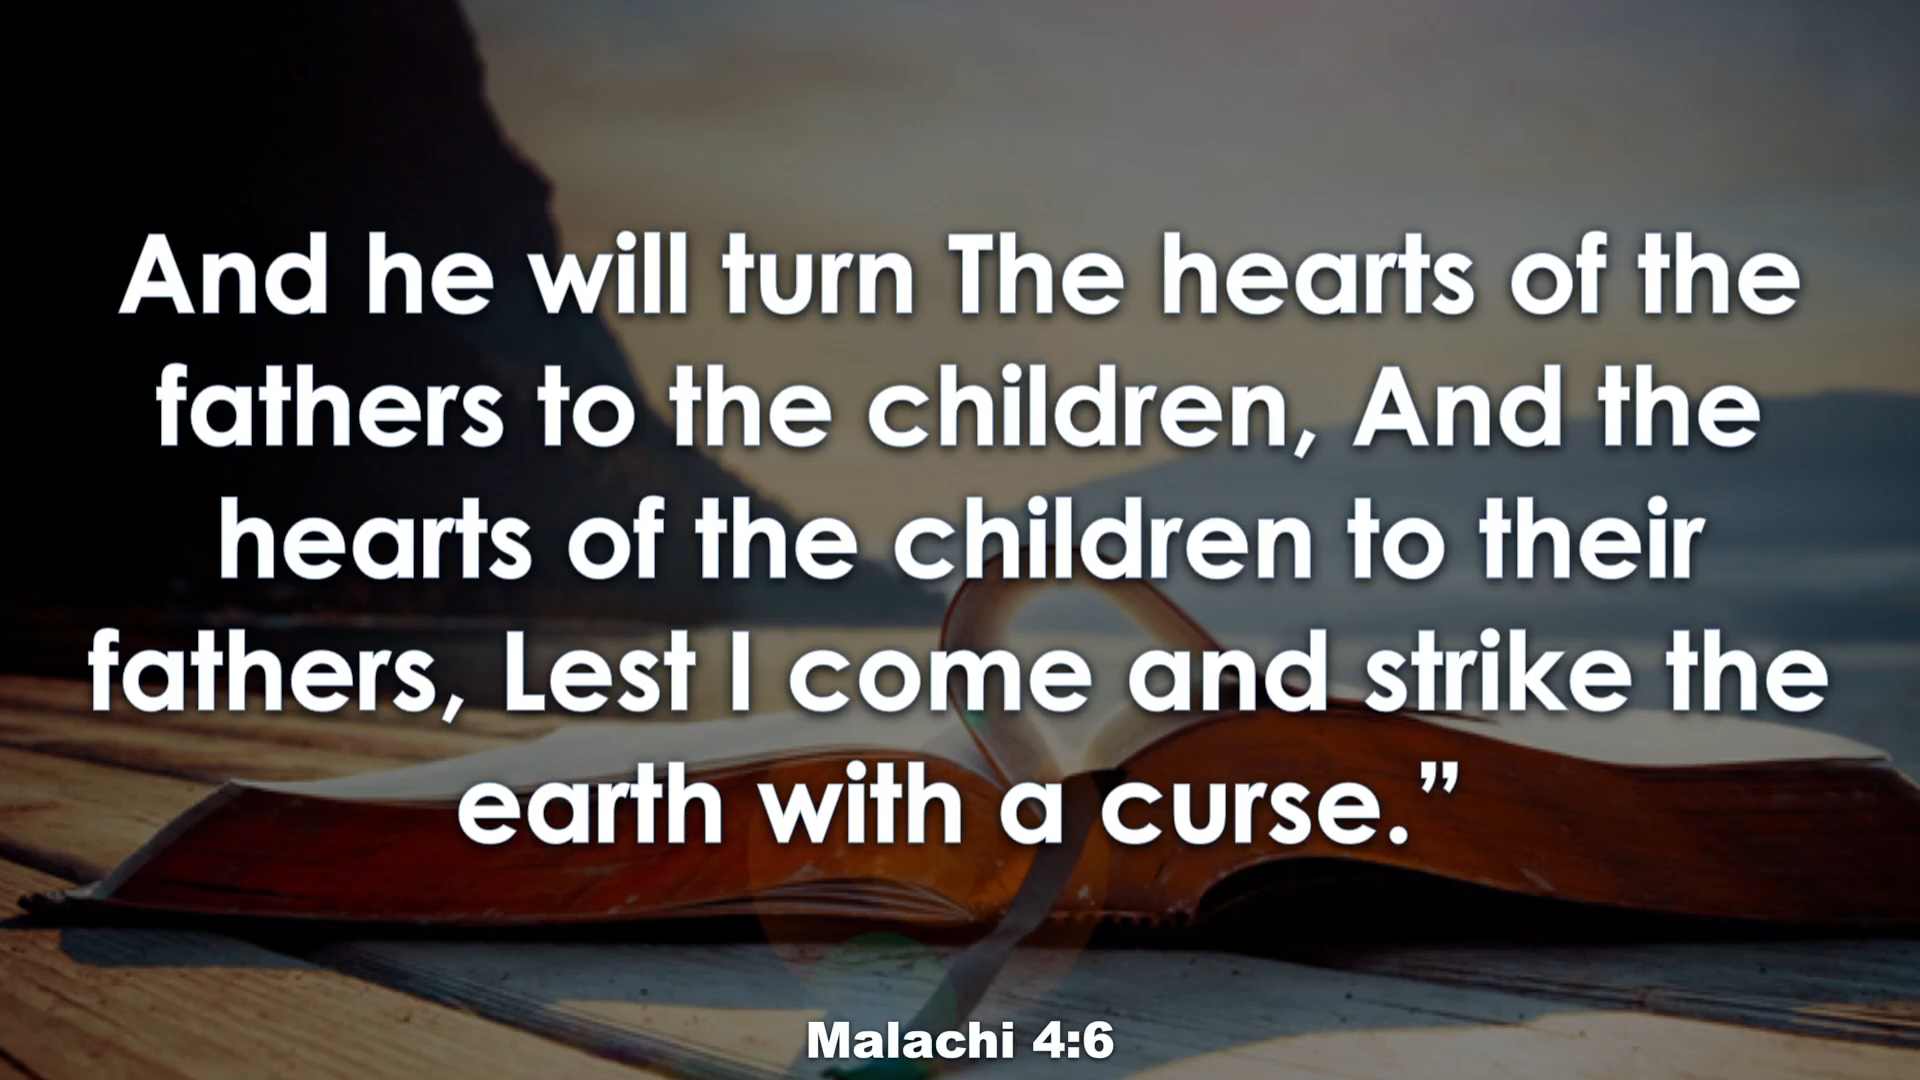 And he will turn The hearts of the
fathers to the children, And the
hearts of the children to their
fathers, Lest I come and strike the
earth with a curse.”
Malachi 4:6